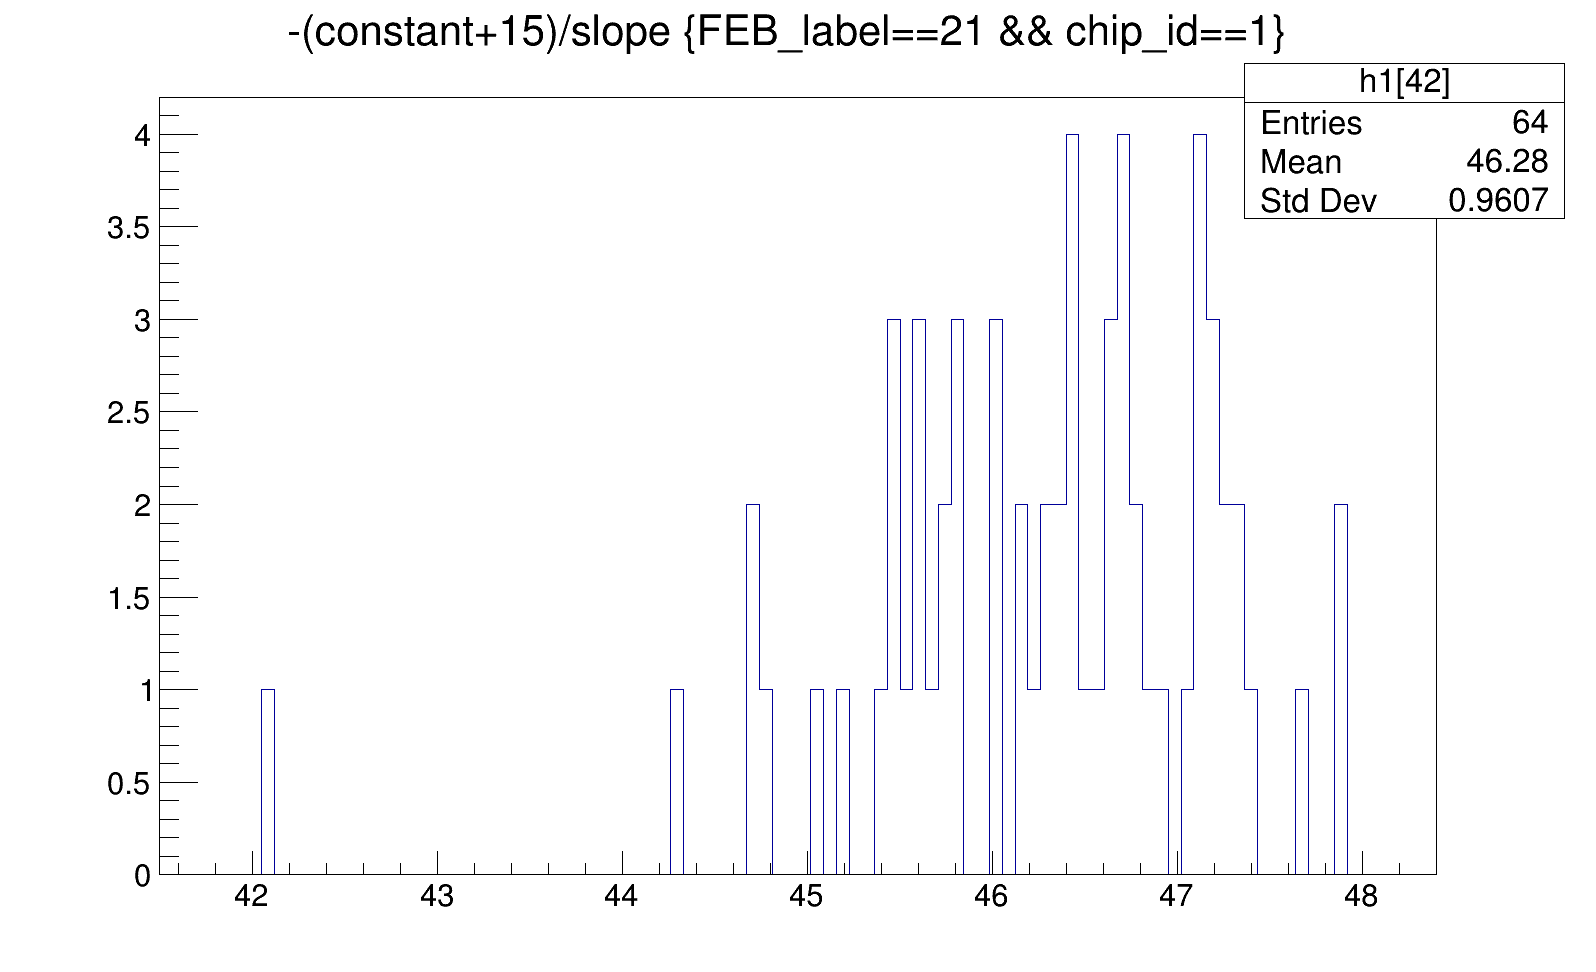 -(constant+15)/slope {FEB_label==21 && chip_id==1}
h1[42]
Entries 64
Mean 46.28
Std Dev 0.9607
4
3.5
3
2.5
2
1.5
1
0.5
0
42 43 44 45 46 47 48